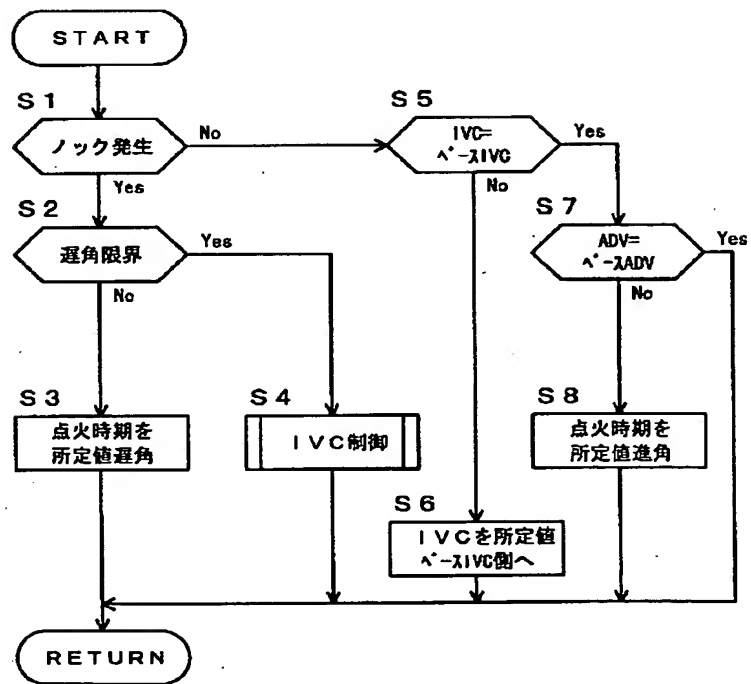 START
S1
ノック発生
No
Yes
S2
遅角限界
Yes
No
S3
点火時期を
所定値遅角
S4
IVC制御
S5
IVC=
ベースIVC
Yes
No
S6
IVCを所定値
ベースIVC側へ
S7
ADV=
ベースADV
Yes
No
S8
点火時期を
所定値進角
RETURN